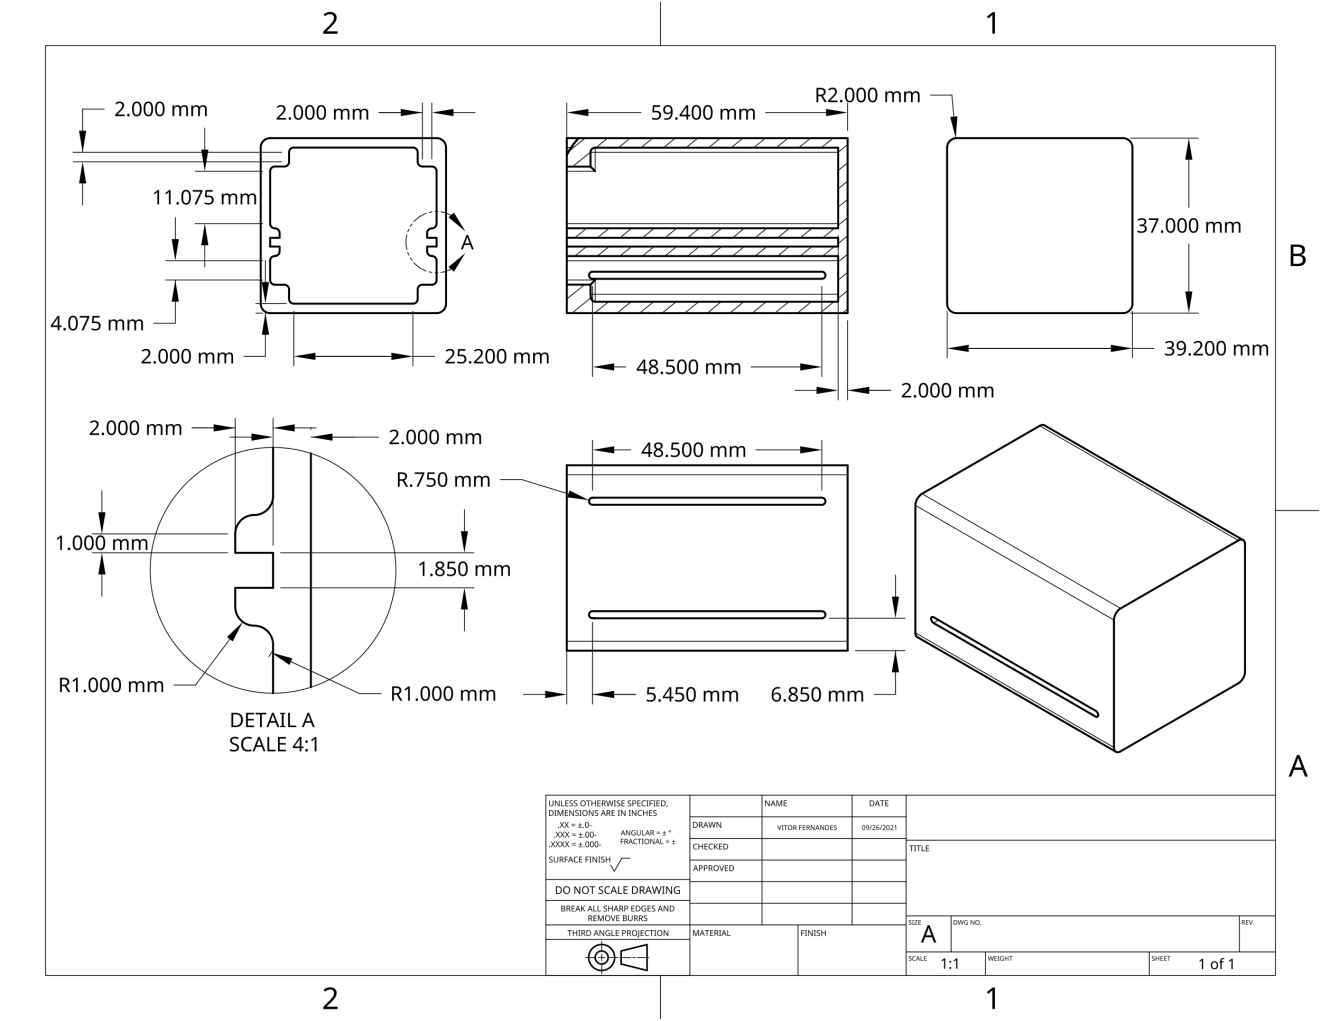 2
1
2.000 mm
2.000 mm
59.400 mm
R2.000 mm
11.075 mm
A
37.000 mm
B
4.075 mm
2.000 mm
25.200 mm
48.500 mm
39.200 mm
2.000 mm
2.000 mm
2.000 mm
48.500 mm
R.750 mm
1.000 mm
1.850 mm
R1.000 mm
R1.000 mm
5.450 mm
6.850 mm
DETAIL A
SCALE 4:1
A
UNLESS OTHERWISE SPECIFIED,
DIMENSIONS ARE IN INCHES
.XX = ±.0-
.XXX = ±.00-
.XXXX = ±.000-
ANGULAR = ± °
FRACTIONAL = ±
SURFACE FINISH
DO NOT SCALE DRAWING
BREAK ALL SHARP EDGES AND
REMOVE BURRS
THIRD ANGLE PROJECTION
NAME
DATE
DRAWN
VITOR FERNANDES
09/26/2021
CHECKED
APPROVED
MATERIAL
FINISH
TITLE
SIZE
A
DWG NO.
REV.
SCALE
1:1
WEIGHT
SHEET
1 of 1
2
1